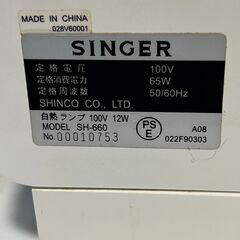 MADE IN CHINA
028V60001
SINGER
定格電圧 100V
定格消費電力 65W
定格周波数 50/60Hz
SHINCO CO., LTD.
白熱ランプ 100V 12W
MODEL SH-660
No.00010753
PS
E
A08
022F90303